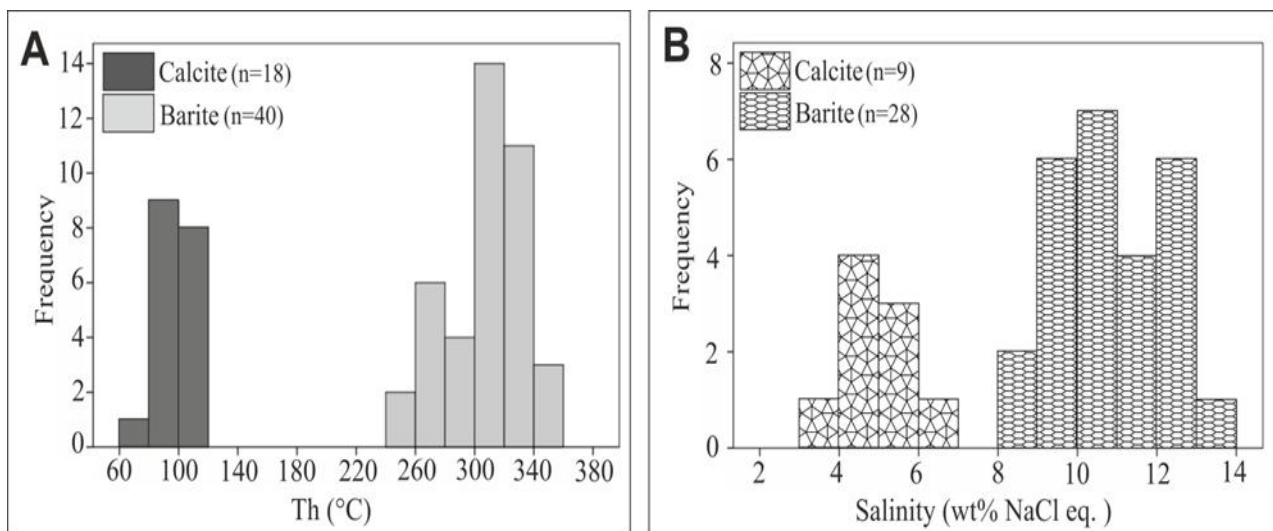 A
Calcite (n=18)
Barite (n=40)
14
12
10
8
6
4
2
0
Frequency
60 100 140 180 220 260 300 340 380
Th (°C)
B
Calcite (n=9)
Barite (n=28)
8
6
4
2
0
Frequency
2 4 6 8 10 12 14
Salinity (wt% NaCl eq. )